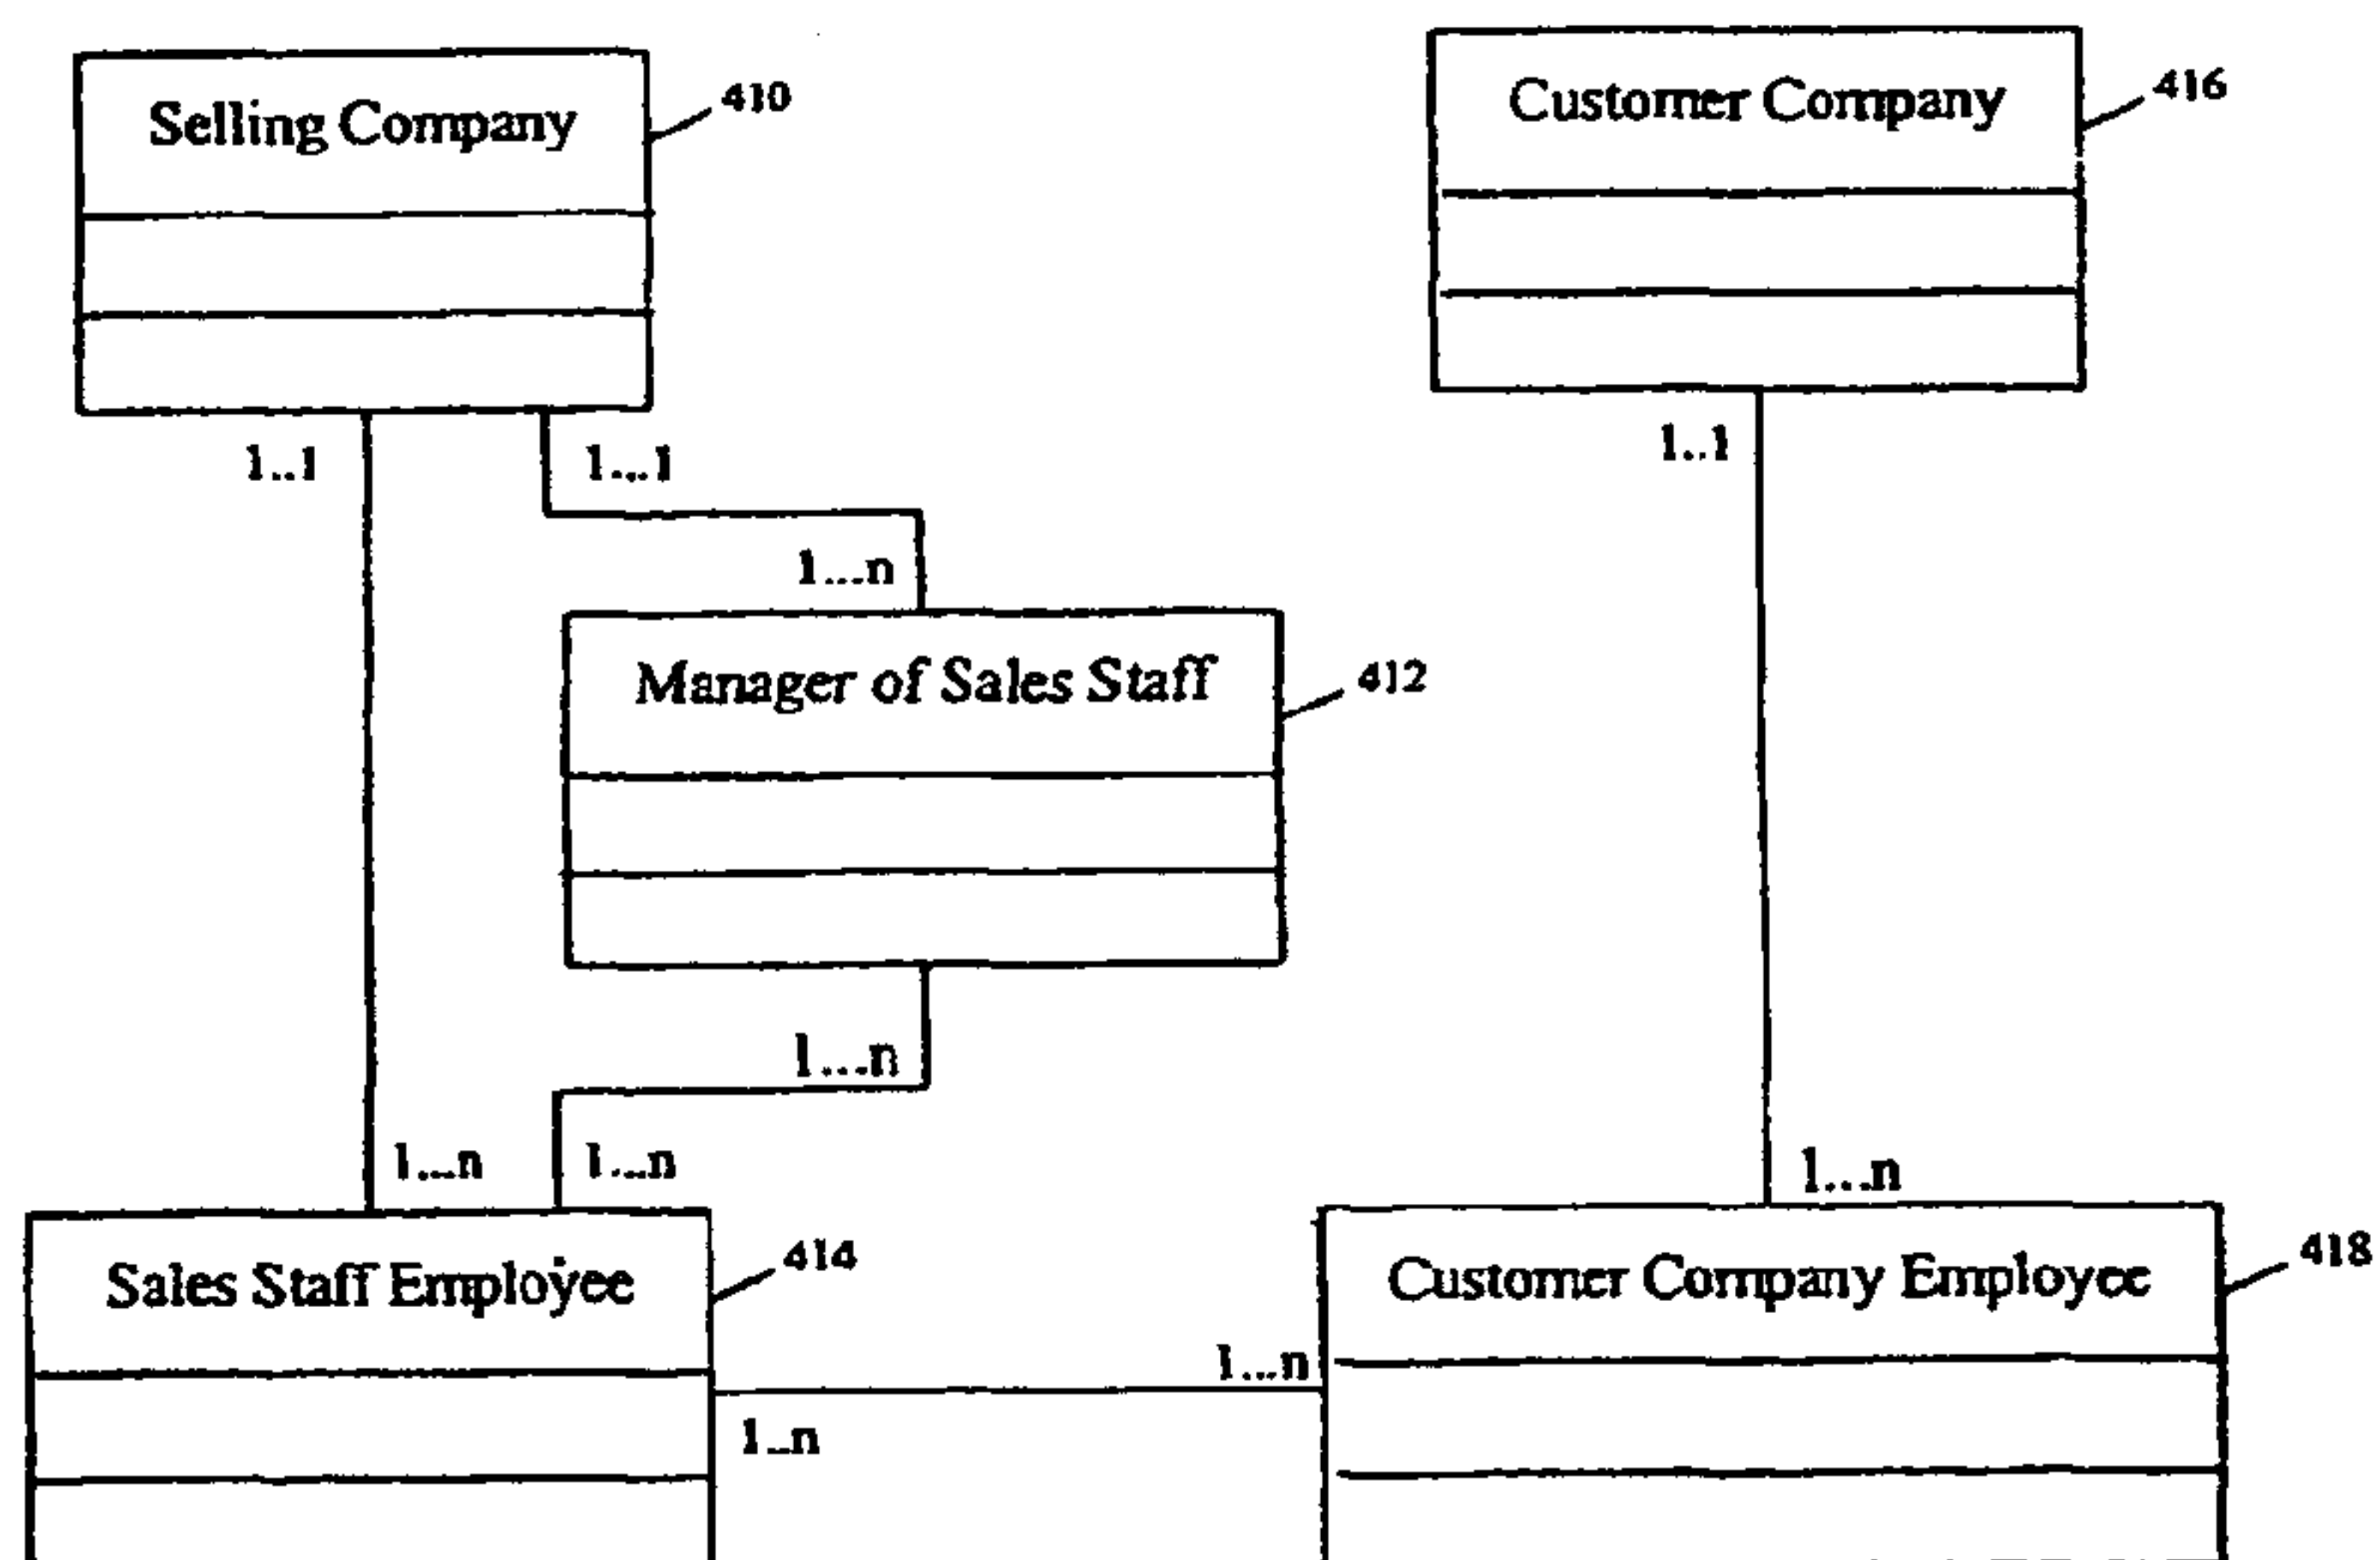 Selling Company
410
Customer Company
416
1..1
1...1
1..1
1...n
Manager of Sales Staff
412
1...n
1...n
1...n
1...n
Sales Staff Employee
414
Customer Company Employee
418
1...n
1..n